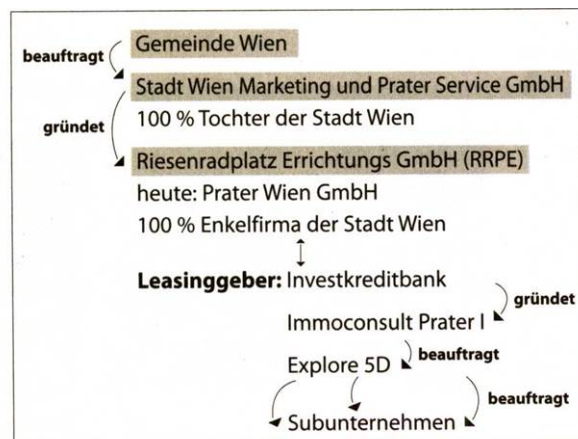 Gemeinde Wien
beauftragt
Stadt Wien Marketing und Prater Service GmbH
100 % Tochter der Stadt Wien
gründet
Riesenradplatz Errichtungs GmbH (RRPE)
heute: Prater Wien GmbH
100 % Enkelfirma der Stadt Wien
Leasinggeber: Investkreditbank
gründet
Immoconsult Prater I
beauftragt
Explore 5D
beauftragt
Subunternehmen